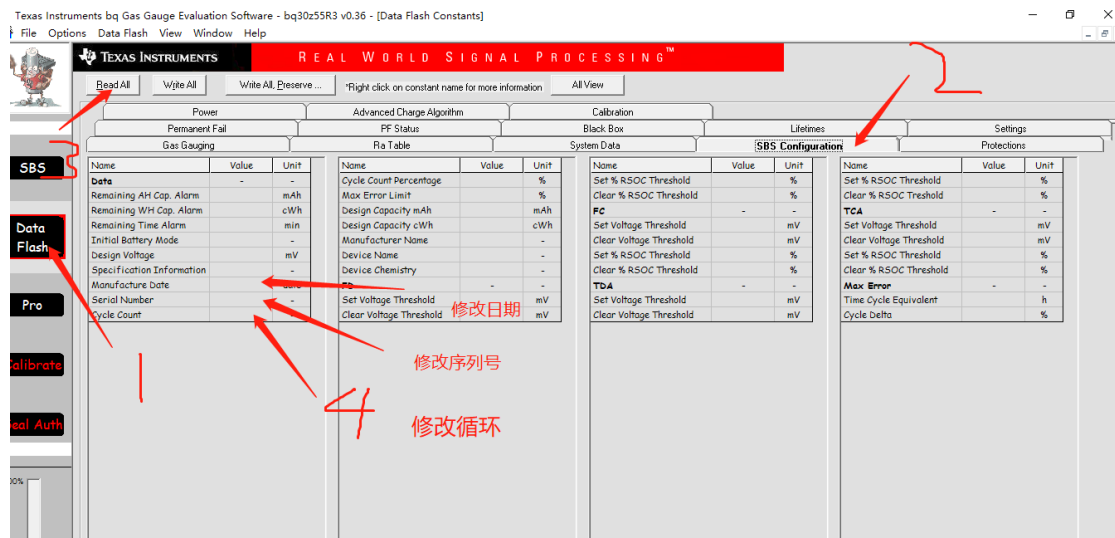 Texas Instruments bq Gas Gauge Evaluation Software - bq30z55R3 v0.36 - [Data Flash Constants]
File Options Data Flash View Window Help
TEXAS INSTRUMENTS REAL WORLD SIGNAL PROCESSING™
2
Read All Write All Write All, Preserve ... *Right click on constant name for more information All View
Power Advanced Charge Algorithm Calibration
Permanent Fail PF Status Black Box Lifetimes Settings
Gas Gauging Ra Table System Data SBS Configuration Protections
3
SBS
Data
Flash
Pro
Calibrate
Seal Auth
00%
1
Name Value Unit
Data - -
Remaining AH Cap. Alarm mAh
Remaining WH Cap. Alarm cWh
Remaining Time Alarm min
Initial Battery Mode -
Design Voltage mV
Specification Information -
Manufacture Date
Serial Number -
Cycle Count
Name Value Unit
Cycle Count Percentage %
Max Error Limit %
Design Capacity mAh mAh
Design Capacity cWh cWh
Manufacturer Name -
Device Name -
Device Chemistry -
FD - -
Set Voltage Threshold mV
Clear Voltage Threshold mV
Name Value Unit
Set % RSOC Threshold %
Clear % RSOC Threshold %
FC - -
Set Voltage Threshold mV
Clear Voltage Threshold mV
Set % RSOC Threshold %
Clear % RSOC Threshold %
TDA - -
Set Voltage Threshold mV
Clear Voltage Threshold mV
Name Value Unit
Set % RSOC Threshold %
Clear % RSOC Threshold %
TCA - -
Set Voltage Threshold mV
Clear Voltage Threshold mV
Set % RSOC Threshold %
Clear % RSOC Threshold %
Max Error - -
Time Cycle Equivalent h
Cycle Delta %
修改日期
修改序列号
4
修改循环